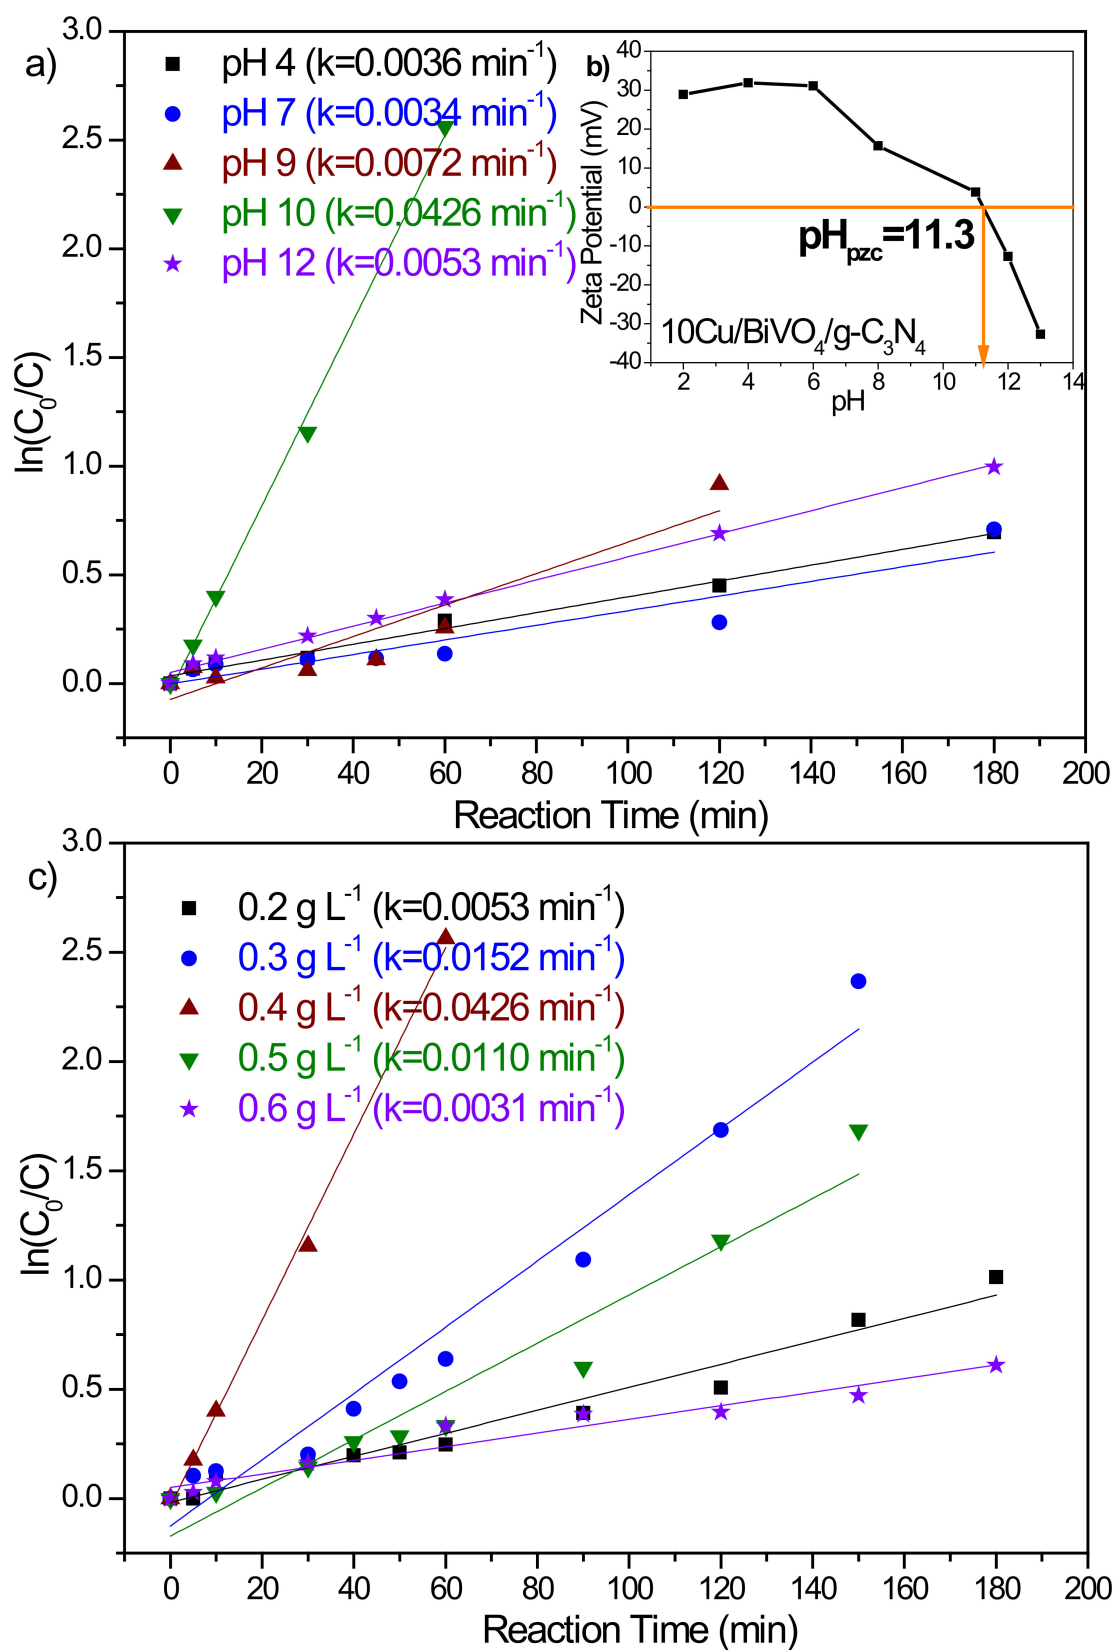 a)
3.0
2.5
2.0
1.5
1.0
0.5
0.0
ln(C₀/C)
pH 4 (k=0.0036 min⁻¹)
pH 7 (k=0.0034 min⁻¹)
pH 9 (k=0.0072 min⁻¹)
pH 10 (k=0.0426 min⁻¹)
pH 12 (k=0.0053 min⁻¹)
b)
40
30
20
10
0
-10
-20
-30
-40
Zeta Potential (mV)
pHpzc=11.3
10Cu/BiVO₄/g-C₃N₄
2 4 6 8 10 12 14
pH
0 20 40 60 80 100 120 140 160 180 200
Reaction Time (min)
c)
3.0
2.5
2.0
1.5
1.0
0.5
0.0
ln(C₀/C)
0.2 g L⁻¹ (k=0.0053 min⁻¹)
0.3 g L⁻¹ (k=0.0152 min⁻¹)
0.4 g L⁻¹ (k=0.0426 min⁻¹)
0.5 g L⁻¹ (k=0.0110 min⁻¹)
0.6 g L⁻¹ (k=0.0031 min⁻¹)
0 20 40 60 80 100 120 140 160 180 200
Reaction Time (min)